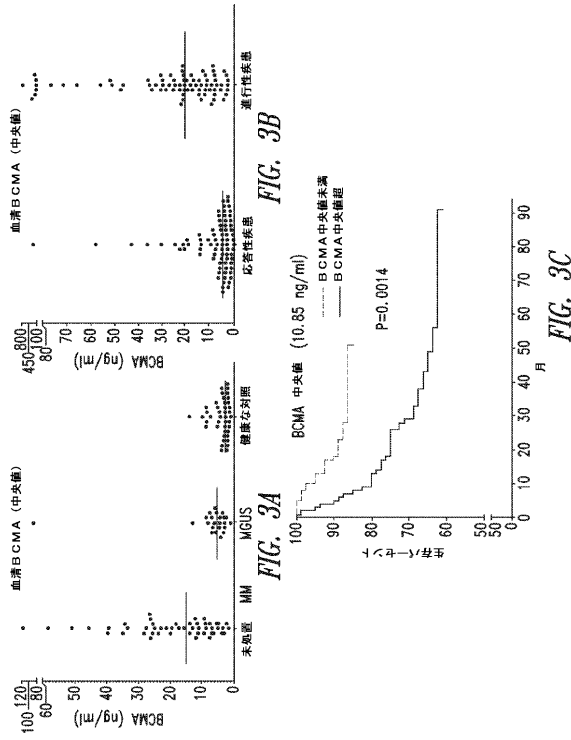 血清BCMA (中央値)
BCMA (ng/ml)
100 120
80
60
50
40
30
20
10
0
未処置 MM
MGUS
健康な対照
FIG. 3A
血清BCMA (中央値)
BCMA (ng/ml)
450 800
100
80
70
60
50
40
30
20
10
0
応答性疾患
進行性疾患
FIG. 3B
BCMA 中央値 (10.85 ng/ml)
BCMA中央値未満
BCMA中央値超
P=0.0014
生存パーセント
100
90
80
70
60
50
0
0 10 20 30 40 50 60 70 80 90
月
FIG. 3C